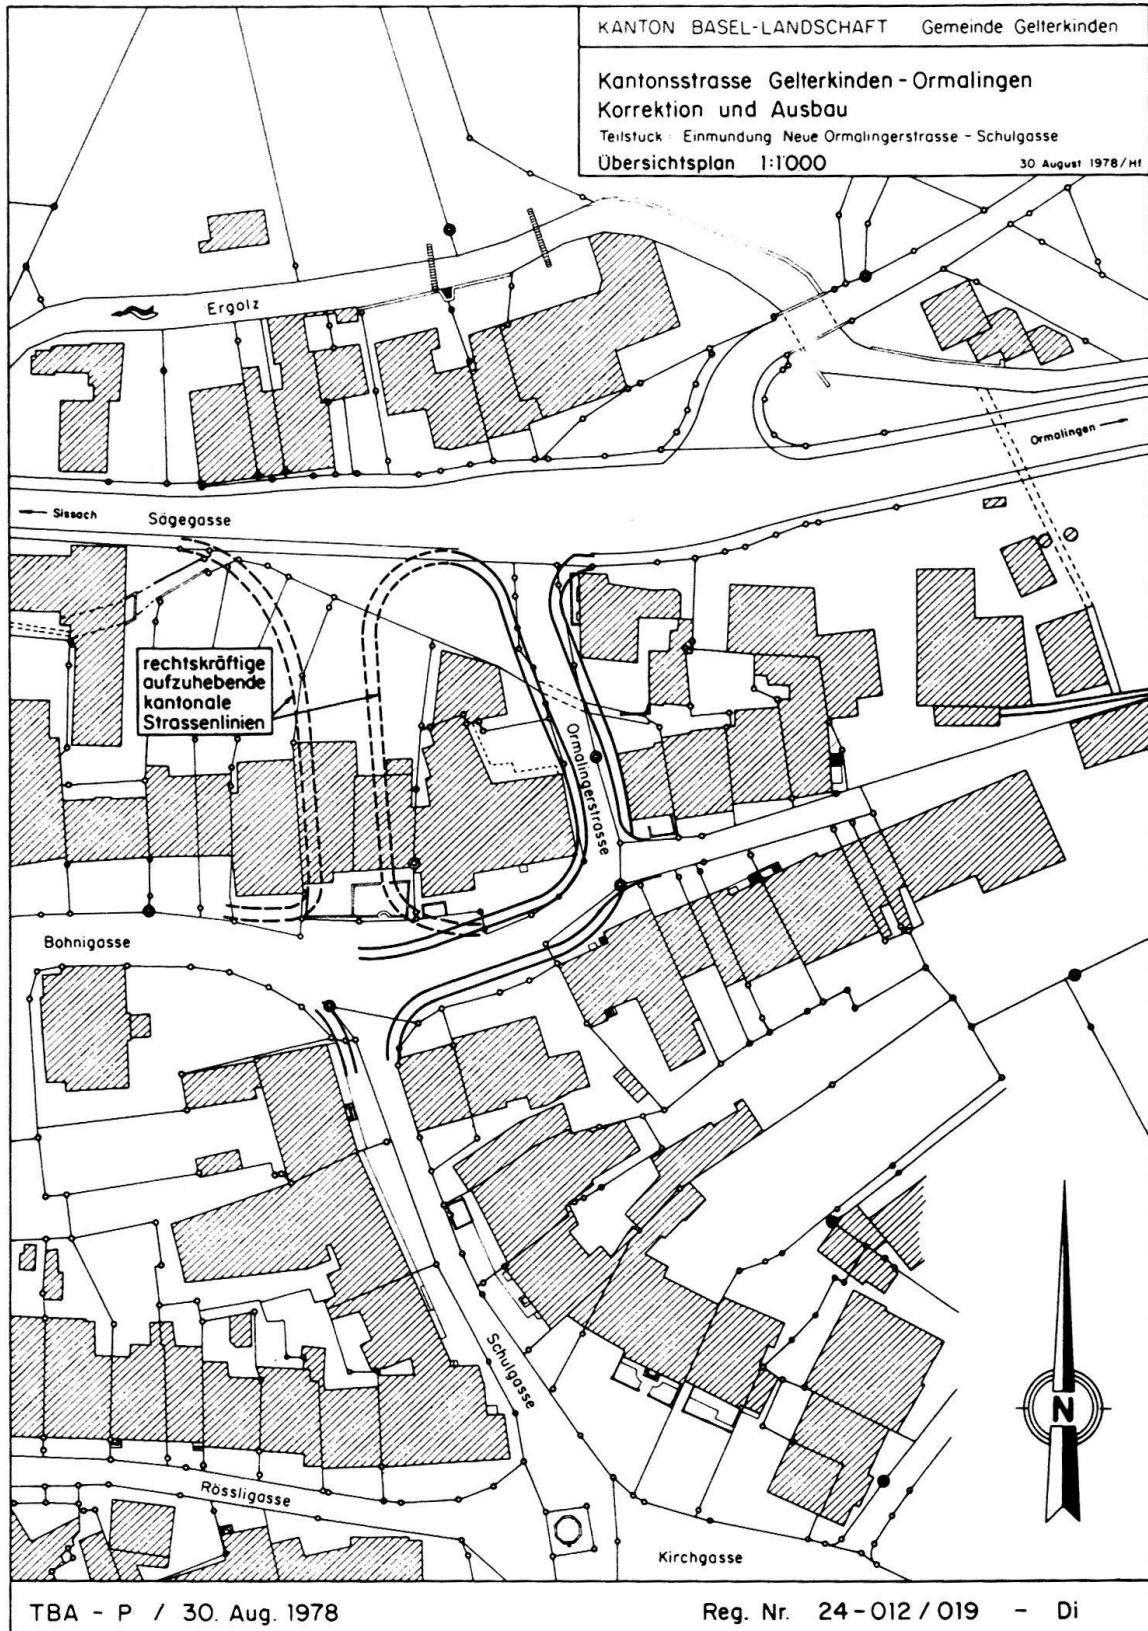 KANTON BASEL-LANDSCHAFT Gemeinde Gelterkinden
Kantonsstrasse Gelterkinden - Ormalingen
Korrektion und Ausbau
Teilstuck : Einmundung Neue Ormalingerstrasse - Schulgasse
Übersichtsplan 1:1'000 30. August 1978/Hf.
Ergolz
Ormalingen
Sissach
Sägegasse
rechtskräftige
aufzuhebende
kantonale
Strassenlinien
Ormalingerstrasse
Bohnigasse
Schulgasse
N
Rössligasse
Kirchgasse
TBA - P / 30. Aug. 1978 Reg. Nr. 24-012/019 - Di